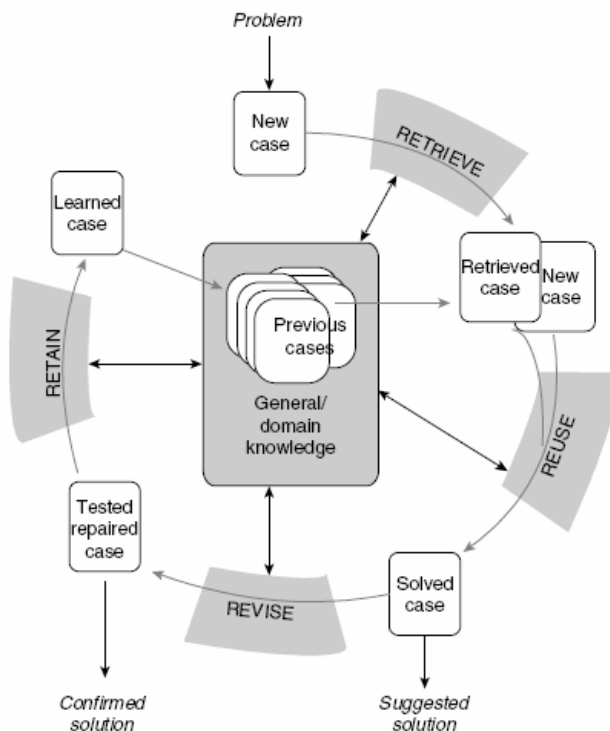 Problem
New
case
RETRIEVE
Learned
case
Retrieved
case
New
case
Previous
cases
RETAIN
General/
domain
knowledge
REUSE
Tested
repaired
case
REVISE
Solved
case
Confirmed
solution
Suggested
solution